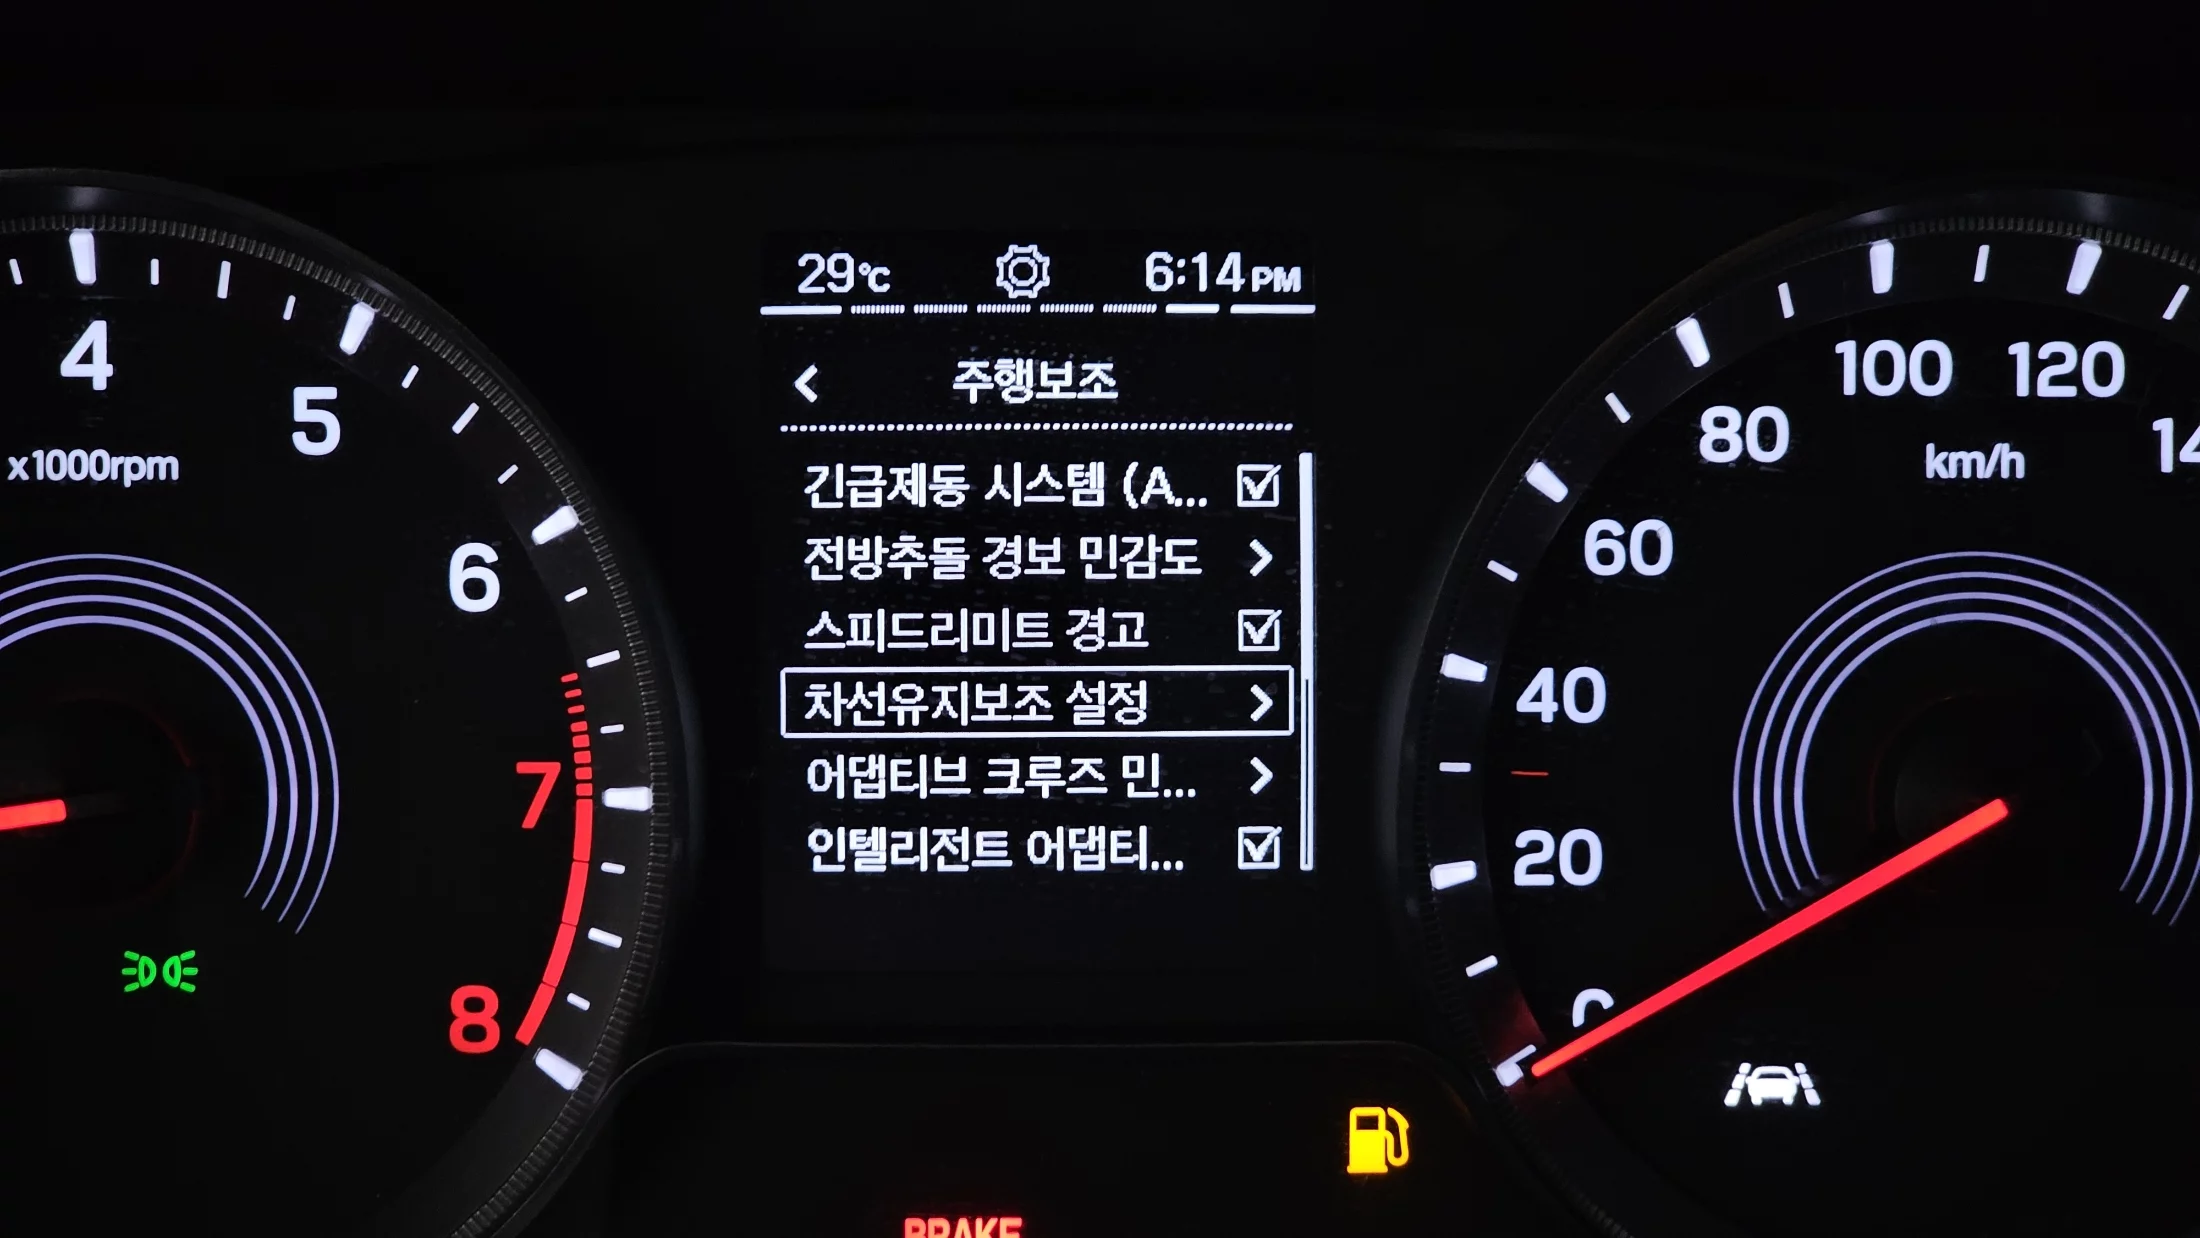 29℃
6:14 PM
주행보조
긴급제동 시스템 (A...
전방추돌 경보 민감도
스피드리미트 경고
차선유지보조 설정
어댑티브 크루즈 민...
인텔리전트 어댑티...
4
5
6
7
8
x1000rpm
20
40
60
80
100
120
14
km/h
BRAKE